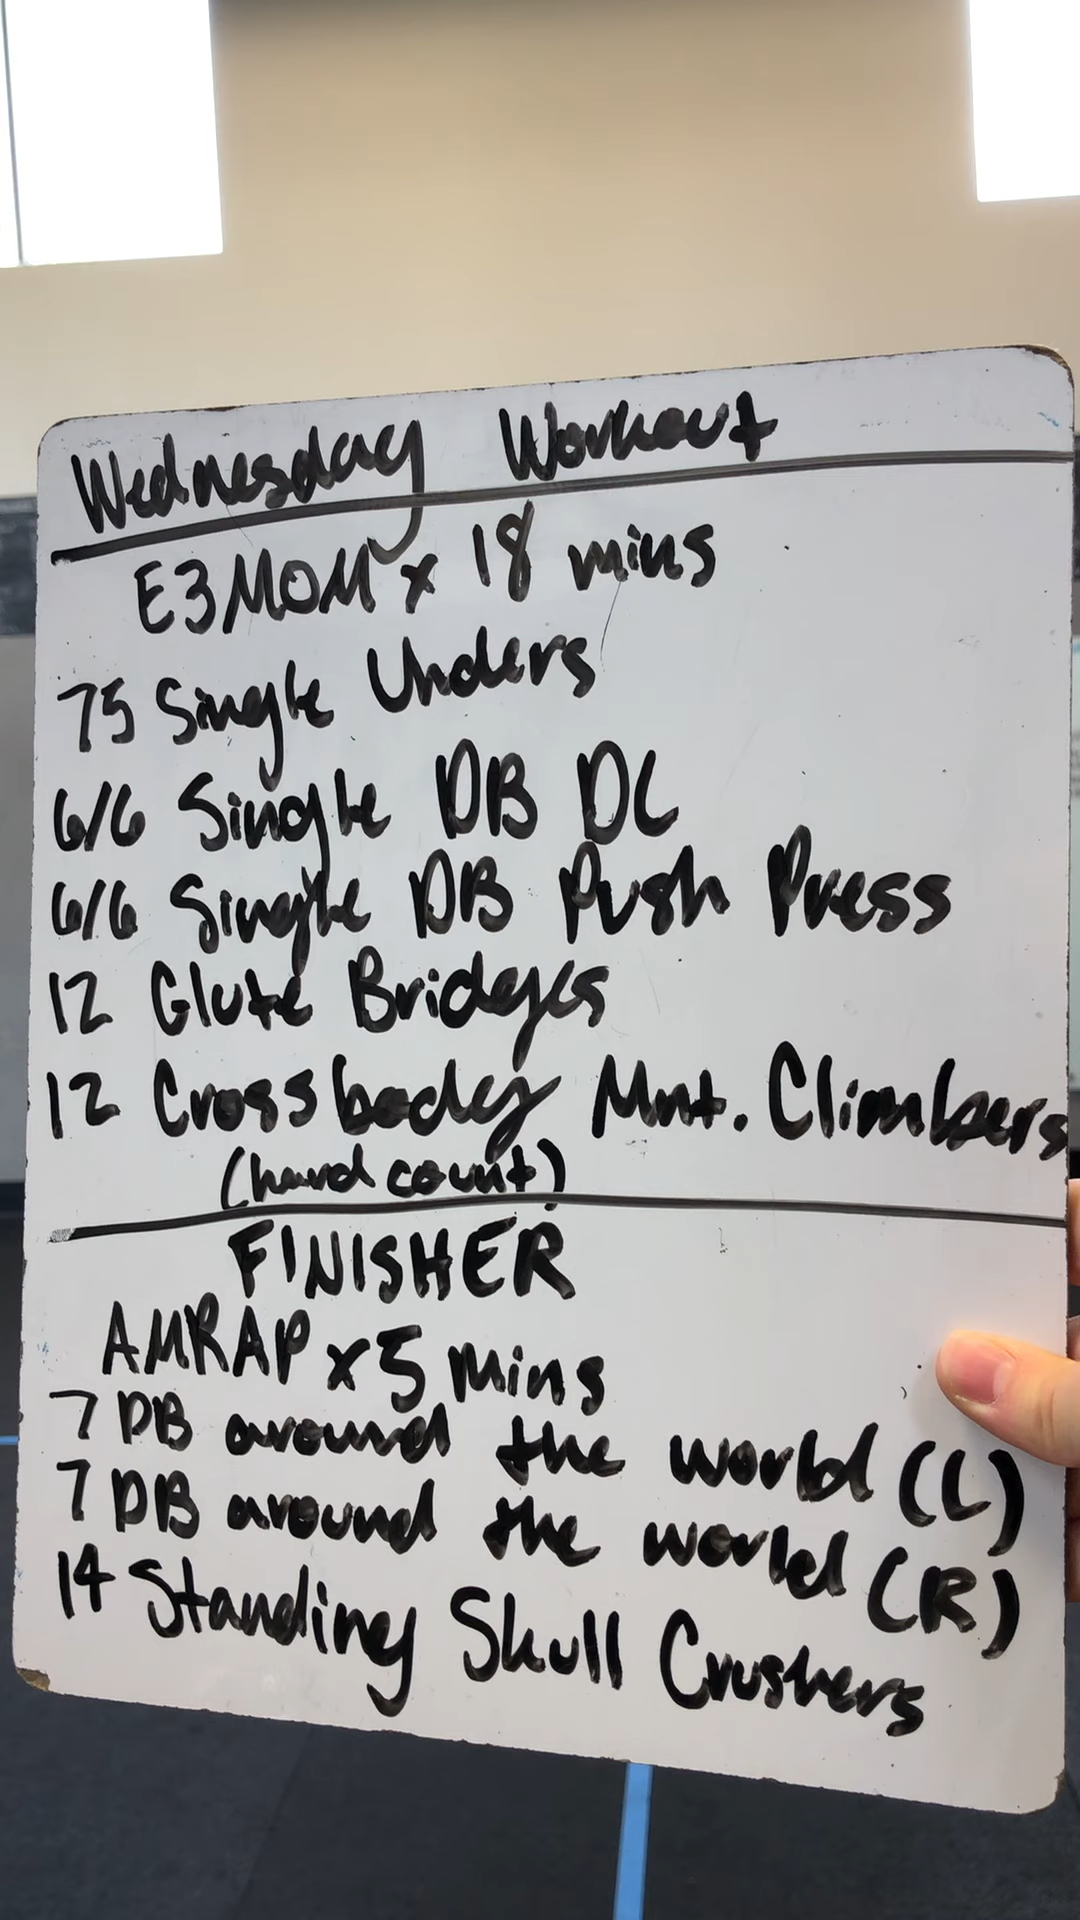 Wednesday Workout
E3MOM x 18 mins
75 Single Unders
6/6 Single DB DL
6/6 Single DB Push Press
12 Glute Bridges
12 Crossbody Mnt. Climbers
(hard count)
FINISHER
AMRAP x 5 Mins
7 DB around the world (L)
7 DB around the world (R)
14 Standing Skull Crushers